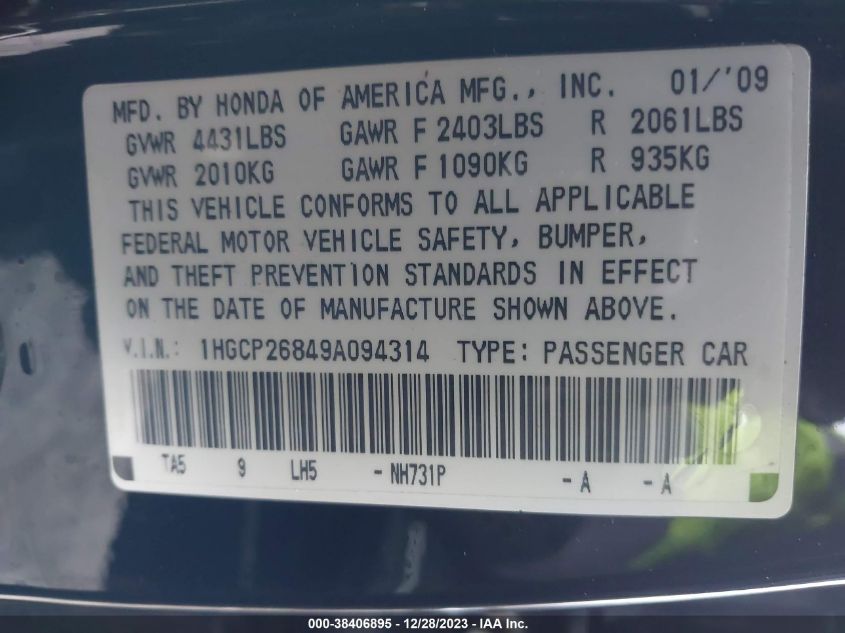 MFD. BY HONDA OF AMERICA MFG., INC. 01/'09
GVWR 4431LBS GAWR F 2403LBS R 2061LBS
GVWR 2010KG GAWR F 1090KG R 935KG
THIS VEHICLE CONFORMS TO ALL APPLICABLE
FEDERAL MOTOR VEHICLE SAFETY, BUMPER,
AND THEFT PREVENTION STANDARDS IN EFFECT
ON THE DATE OF MANUFACTURE SHOWN ABOVE.
V.I.N.: 1HGCP26849A094314 TYPE: PASSENGER CAR
TA5 9 LH5 - NH731P - A - A
000-38406895 - 12/28/2023 - IAA Inc.